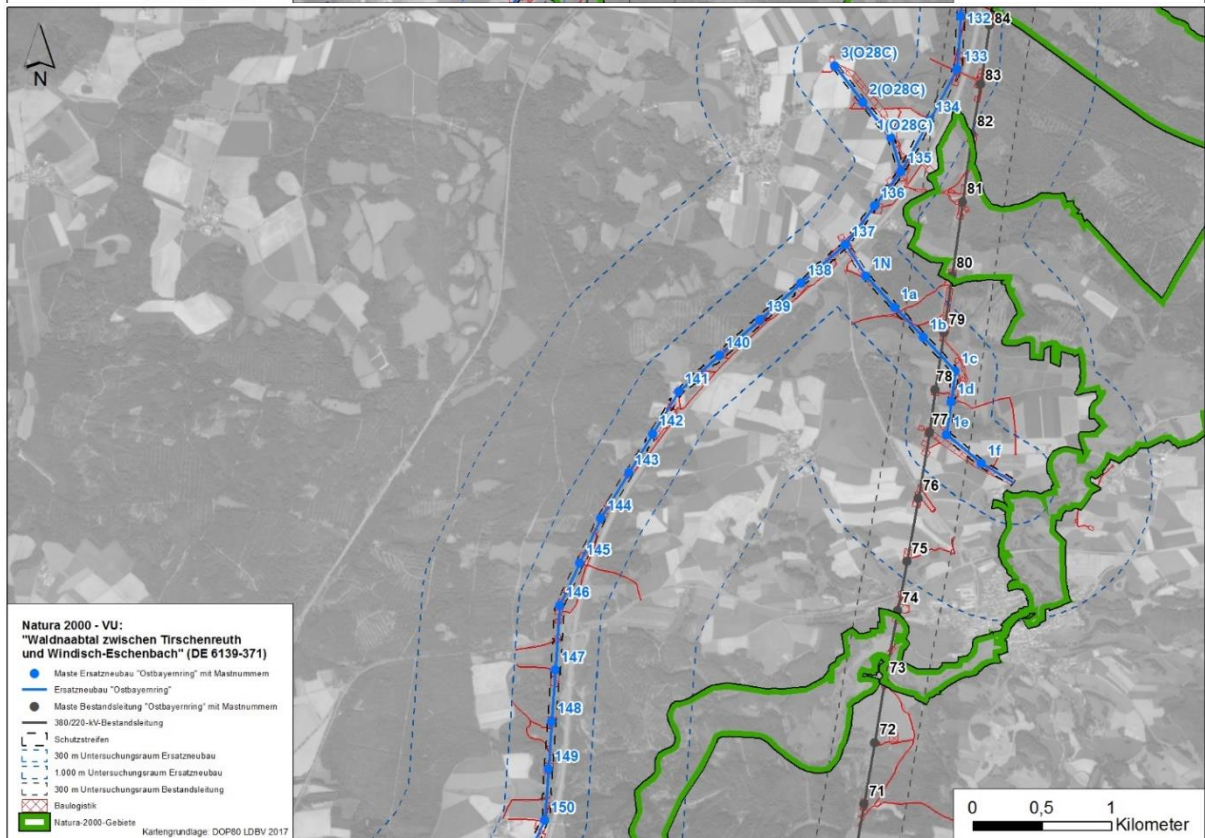 N
132
84
133
83
134
82
3(O28C)
2(O28C)
1(O28C)
135
136
81
137
80
138
1N
139
1a
79
140
1b
1c
141
78
1d
142
77
1e
143
1f
144
76
145
75
146
74
147
73
148
72
149
71
150
Natura 2000 - VU:
"Waldnaabtal zwischen Tirschenreuth
und Windisch-Eschenbach" (DE 6139-371)
Maste Ersatzneubau "Ostbayernring" mit Mastnummern
Ersatzneubau "Ostbayernring"
Maste Bestandsleitung "Ostbayernring" mit Mastnummern
380/220-kV-Bestandsleitung
Schutzstreifen
300 m Untersuchungsraum Ersatzneubau
1.000 m Untersuchungsraum Ersatzneubau
300 m Untersuchungsraum Bestandsleitung
Baulogistik
Natura-2000-Gebiete
Kartengrundlage: DOP80 LDBV 2017
0 0,5 1
Kilometer